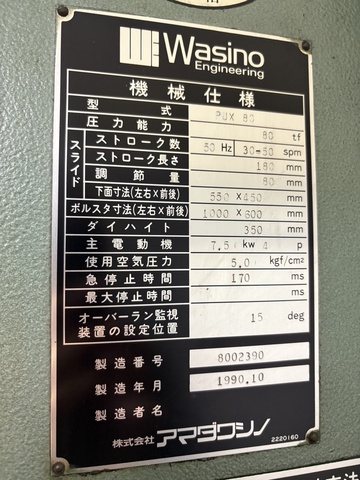 Wasino
Engineering
機械仕様
型式 PUX 80
圧力能力 80 tf
スライド
ストローク数 50 Hz 30-50 spm
ストローク長さ 180 mm
調節量 80 mm
下面寸法(左右×前後) 550 × 450 mm
ボルスタ寸法(左右×前後) 1000 × 600 mm
ダイハイト 350 mm
主電動機 7.5 kw 4 p
使用空気圧力 5.0 kgf/cm²
急停止時間 170 ms
最大停止時間 ms
オーバーラン監視装置の設定位置 15 deg
製造番号 8002390
製造年月 1990.10
製造者名
株式会社 アマダワシノ
2220160